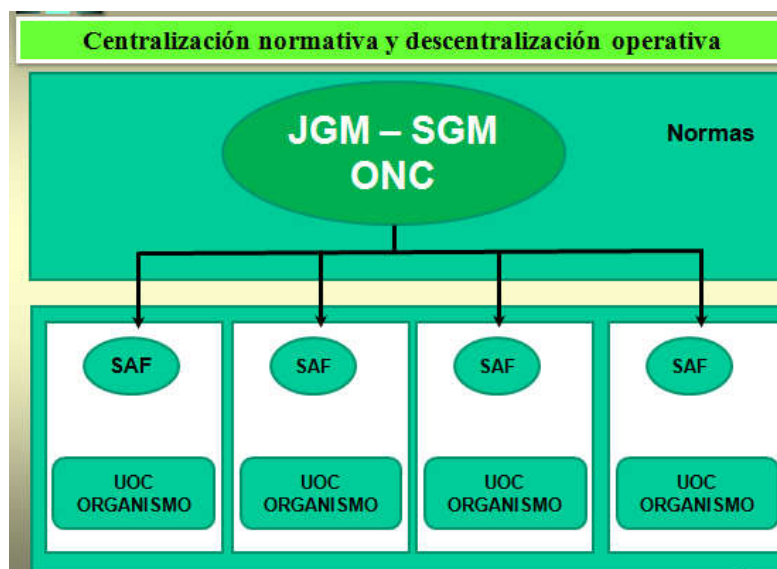 Centralización normativa y descentralización operativa
JGM – SGM
ONC
Normas
SAF
SAF
SAF
SAF
UOC
ORGANISMO
UOC
ORGANISMO
UOC
ORGANISMO
UOC
ORGANISMO